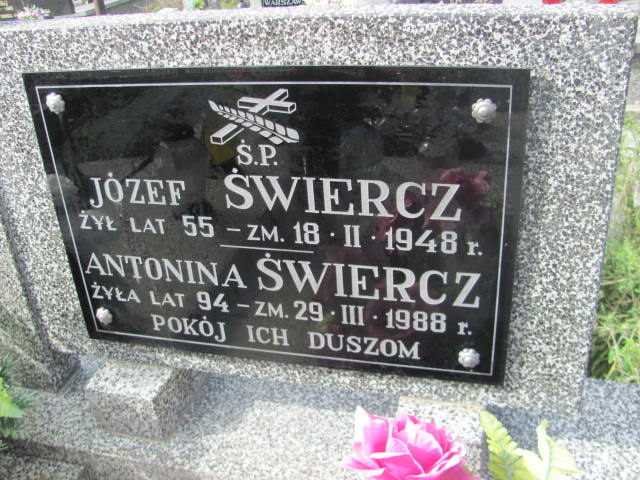 WARSZAW
Ś.P.
JÓZEF ŚWIERCZ
ŻYŁ LAT 55 – ZM. 18 · II · 1948 r.
ANTONINA ŚWIERCZ
ŻYŁA LAT 94 – ZM. 29 · III · 1988 r.
POKÓJ ICH DUSZOM